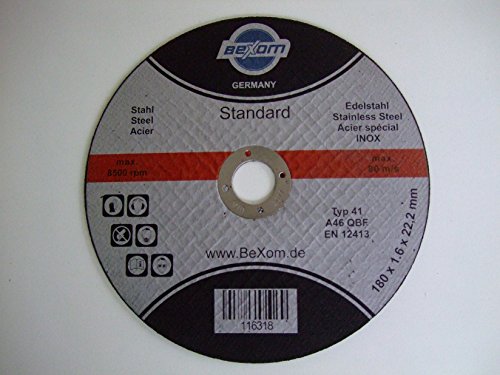 BeXom
GERMANY
Standard
Stahl
Steel
Acier
Edelstahl
Stainless Steel
Acier spécial
INOX
max.
8500 rpm
max.
80 m/s
Typ 41
A46 QBF
EN 12413
180 x 1.6 x 22,2 mm
www.BeXom.de
116318